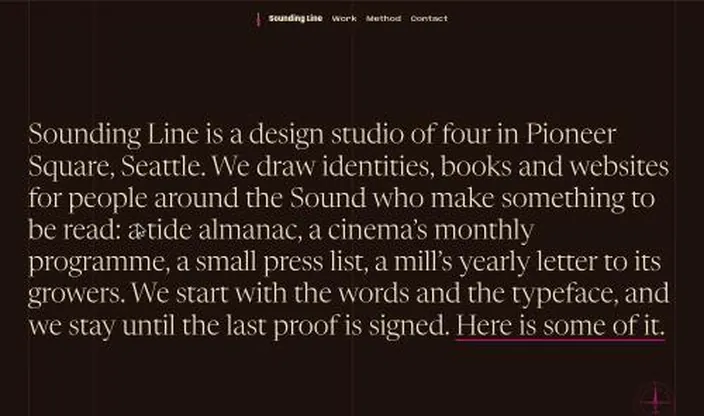 Sounding Line Work Method Contact
Sounding Line is a design studio of four in Pioneer
Square, Seattle. We draw identities, books and websites
for people around the Sound who make something to
be read: a tide almanac, a cinema’s monthly
programme, a small press list, a mill’s yearly letter to its
growers. We start with the words and the typeface, and
we stay until the last proof is signed. Here is some of it.